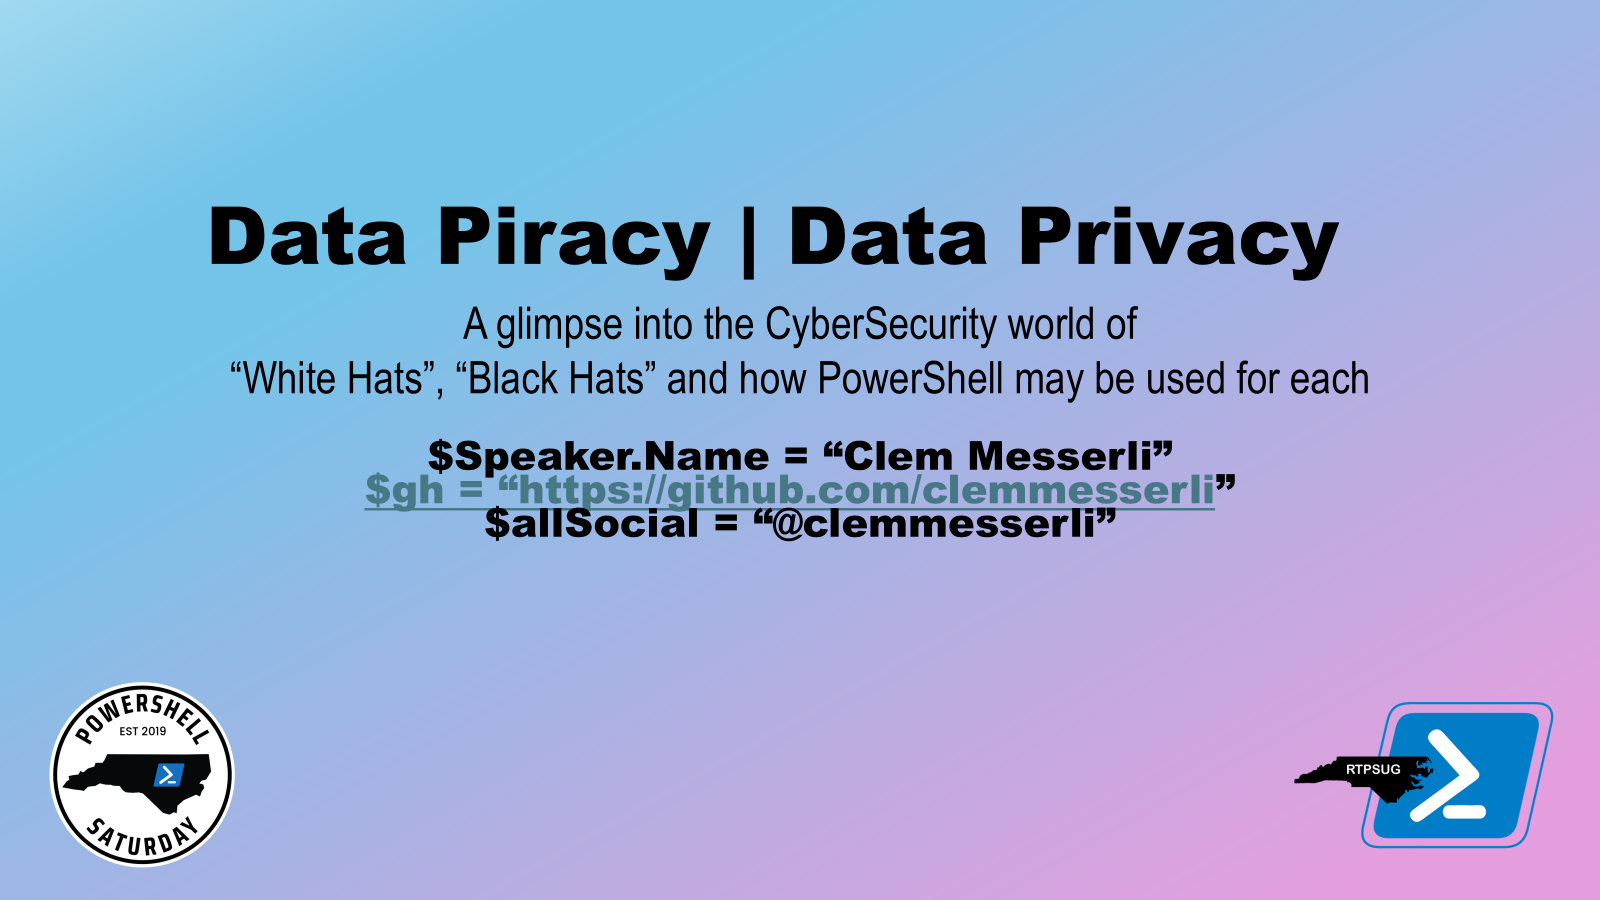 Data Piracy | Data Privacy
A glimpse into the CyberSecurity world of
“White Hats”, “Black Hats” and how PowerShell may be used for each
$Speaker.Name = “Clem Messerli”
$gh = “https://github.com/clemmesserli”
$allSocial = “@clemmesserli”
POWERSHELL
EST 2019
SATURDAY
RTPSUG